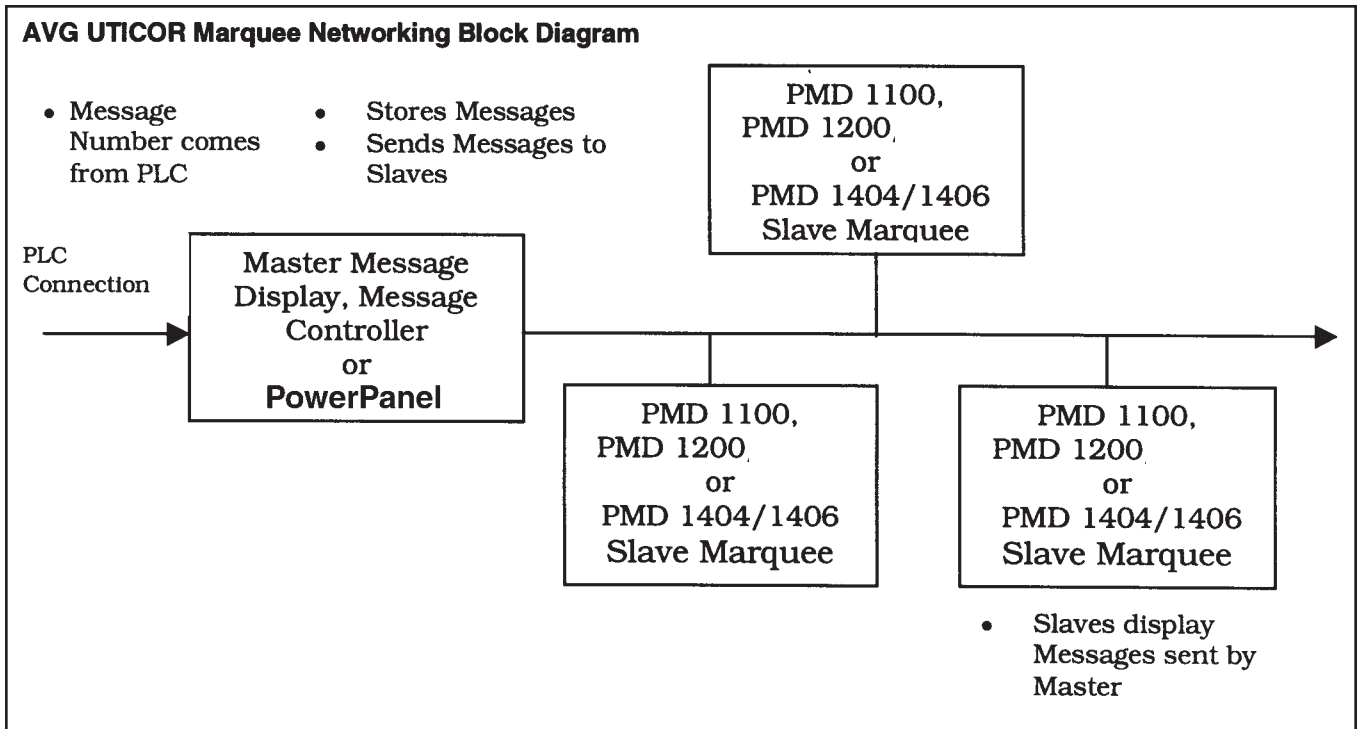 AVG UTICOR Marquee Networking Block Diagram
• Message
Number comes
from PLC
• Stores Messages
• Sends Messages to
Slaves
PMD 1100,
PMD 1200,
or
PMD 1404/1406
Slave Marquee
PLC
Connection
Master Message
Display, Message
Controller
or
PowerPanel
PMD 1100,
PMD 1200,
or
PMD 1404/1406
Slave Marquee
PMD 1100,
PMD 1200,
or
PMD 1404/1406
Slave Marquee
• Slaves display
Messages sent by
Master